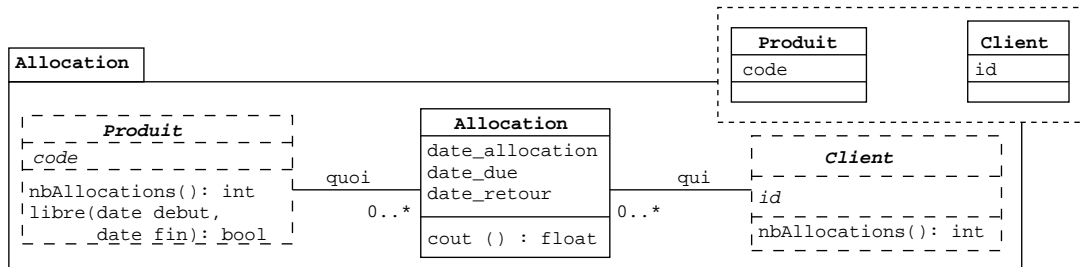 Allocation
Produit
code
Client
id
Produit
code
nbAllocations(): int
libre(date debut,
date fin): bool
quoi
0..*
Allocation
date_allocation
date_due
date_retour
cout () : float
qui
0..*
Client
id
nbAllocations(): int